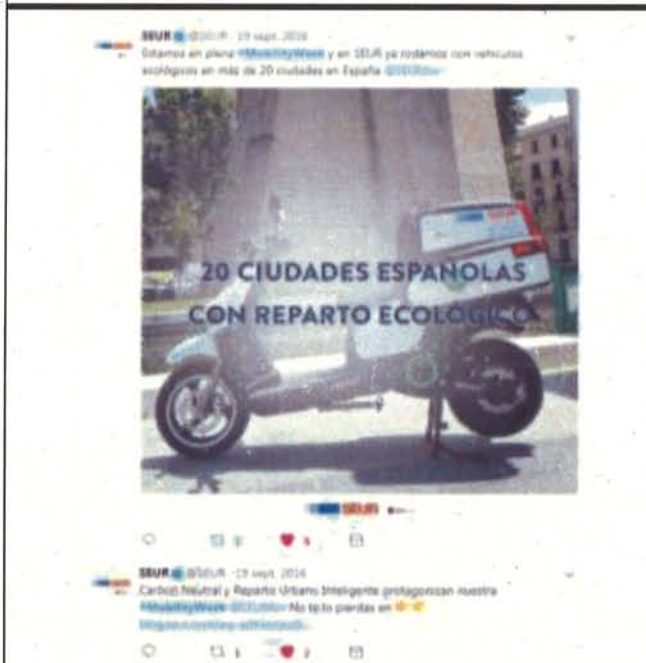 SEUR @SEUR · 19 sept. 2016
Estamos en plena #MobilityWeek y en SEUR ya rodamos con vehículos
ecológicos en más de 20 ciudades en España
20 CIUDADES ESPAÑOLAS
CON REPARTO ECOLÓGICO
SEUR
SEUR @SEUR · 19 sept. 2016
Carbon Neutral y Reparto Urbano Inteligente protagonizan nuestra
#MobilityWeek No te lo pierdas en